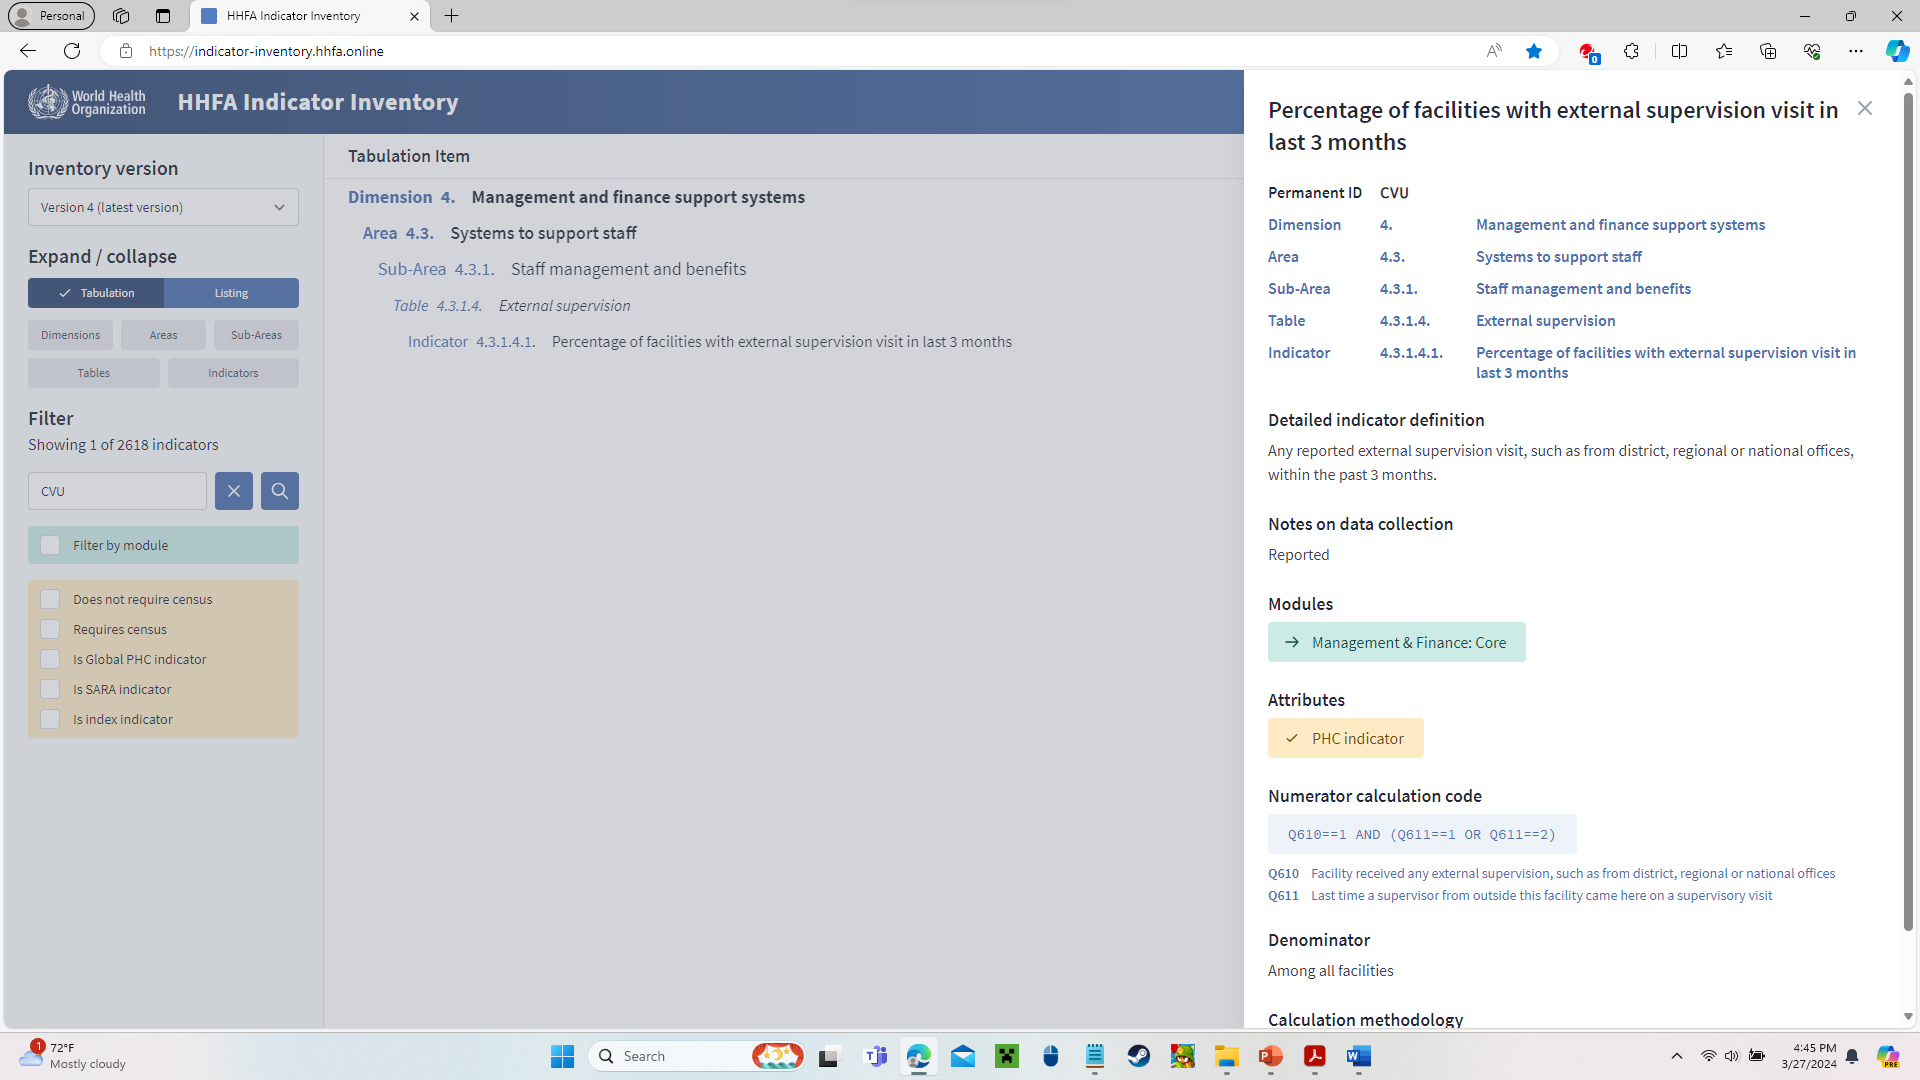 Personal
HHFA Indicator Inventory
https://indicator-inventory.hhfa.online
0
World Health
Organization
HHFA Indicator Inventory
Inventory version
Version 4 (latest version)
Expand / collapse
Tabulation
Listing
Dimensions
Areas
Sub-Areas
Tables
Indicators
Filter
Showing 1 of 2618 indicators
CVU
Filter by module
Does not require census
Requires census
Is Global PHC indicator
Is SARA indicator
Is index indicator
Tabulation Item
Dimension 4. Management and finance support systems
Area 4.3. Systems to support staff
Sub-Area 4.3.1. Staff management and benefits
Table 4.3.1.4. External supervision
Indicator 4.3.1.4.1. Percentage of facilities with external supervision visit in last 3 months
Percentage of facilities with external supervision visit in
last 3 months
Permanent ID CVU
Dimension 4. Management and finance support systems
Area 4.3. Systems to support staff
Sub-Area 4.3.1. Staff management and benefits
Table 4.3.1.4. External supervision
Indicator 4.3.1.4.1. Percentage of facilities with external supervision visit in
last 3 months
Detailed indicator definition
Any reported external supervision visit, such as from district, regional or national offices,
within the past 3 months.
Notes on data collection
Reported
Modules
Management & Finance: Core
Attributes
PHC indicator
Numerator calculation code
Q610==1 AND (Q611==1 OR Q611==2)
Q610 Facility received any external supervision, such as from district, regional or national offices
Q611 Last time a supervisor from outside this facility came here on a supervisory visit
Denominator
Among all facilities
Calculation methodology
1
72°F
Mostly cloudy
Search
4:45 PM
3/27/2024
PRE